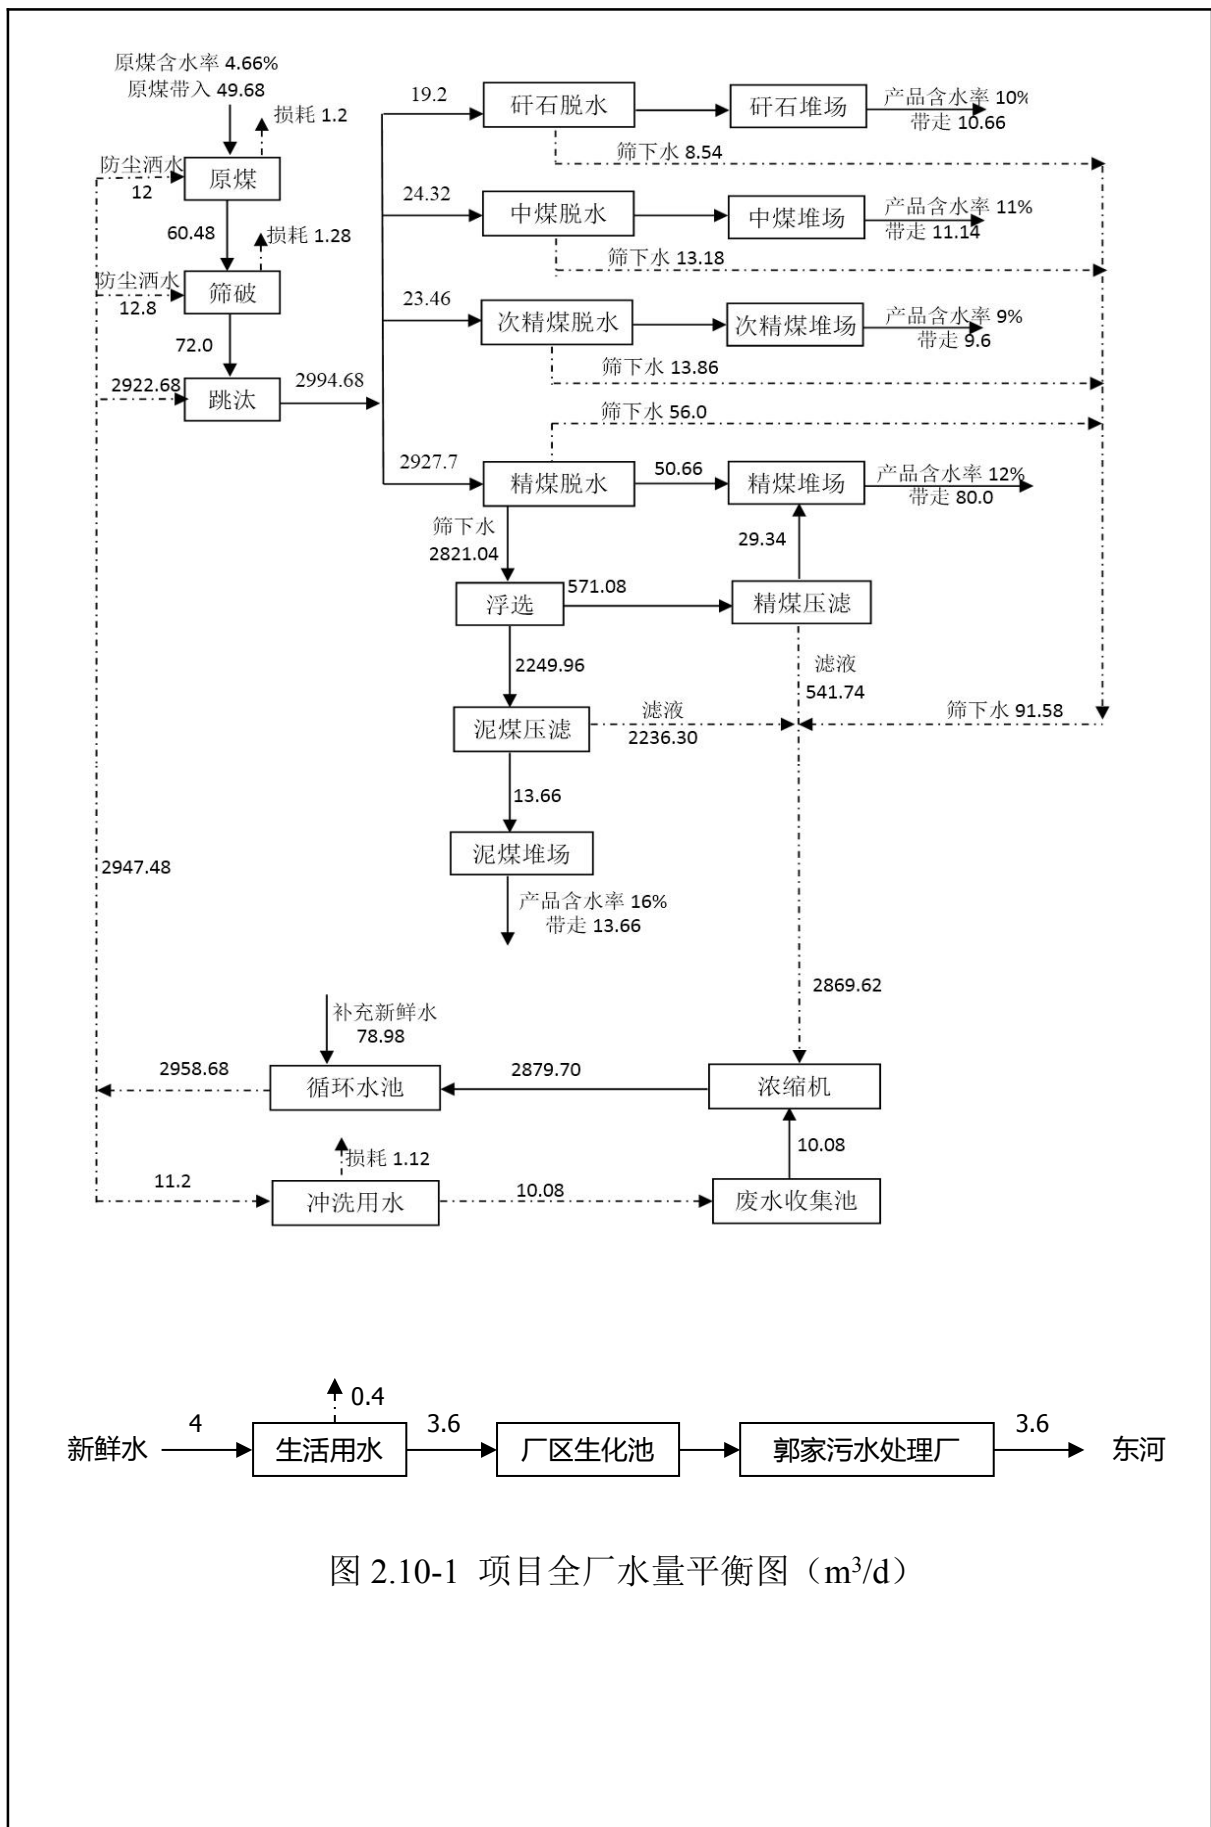 原煤含水率 4.66%
原煤带入 49.68
损耗 1.2
防尘洒水
12
原煤
60.48
损耗 1.28
防尘洒水
12.8
筛破
72.0
2922.68
跳汰
2994.68
19.2
矸石脱水
矸石堆场
产品含水率 10%
带走 10.66
筛下水 8.54
24.32
中煤脱水
中煤堆场
产品含水率 11%
带走 11.14
筛下水 13.18
23.46
次精煤脱水
次精煤堆场
产品含水率 9%
带走 9.6
筛下水 13.86
筛下水 56.0
2927.7
精煤脱水
50.66
精煤堆场
产品含水率 12%
带走 80.0
筛下水
2821.04
29.34
浮选
571.08
精煤压滤
2249.96
滤液
541.74
泥煤压滤
滤液
2236.30
筛下水 91.58
13.66
泥煤堆场
产品含水率 16%
带走 13.66
2947.48
2869.62
补充新鲜水
78.98
2958.68
循环水池
2879.70
浓缩机
损耗 1.12
10.08
11.2
冲洗用水
10.08
废水收集池
新鲜水
4
0.4
生活用水
3.6
厂区生化池
郭家污水处理厂
3.6
东河
图 2.10-1 项目全厂水量平衡图（m³/d）